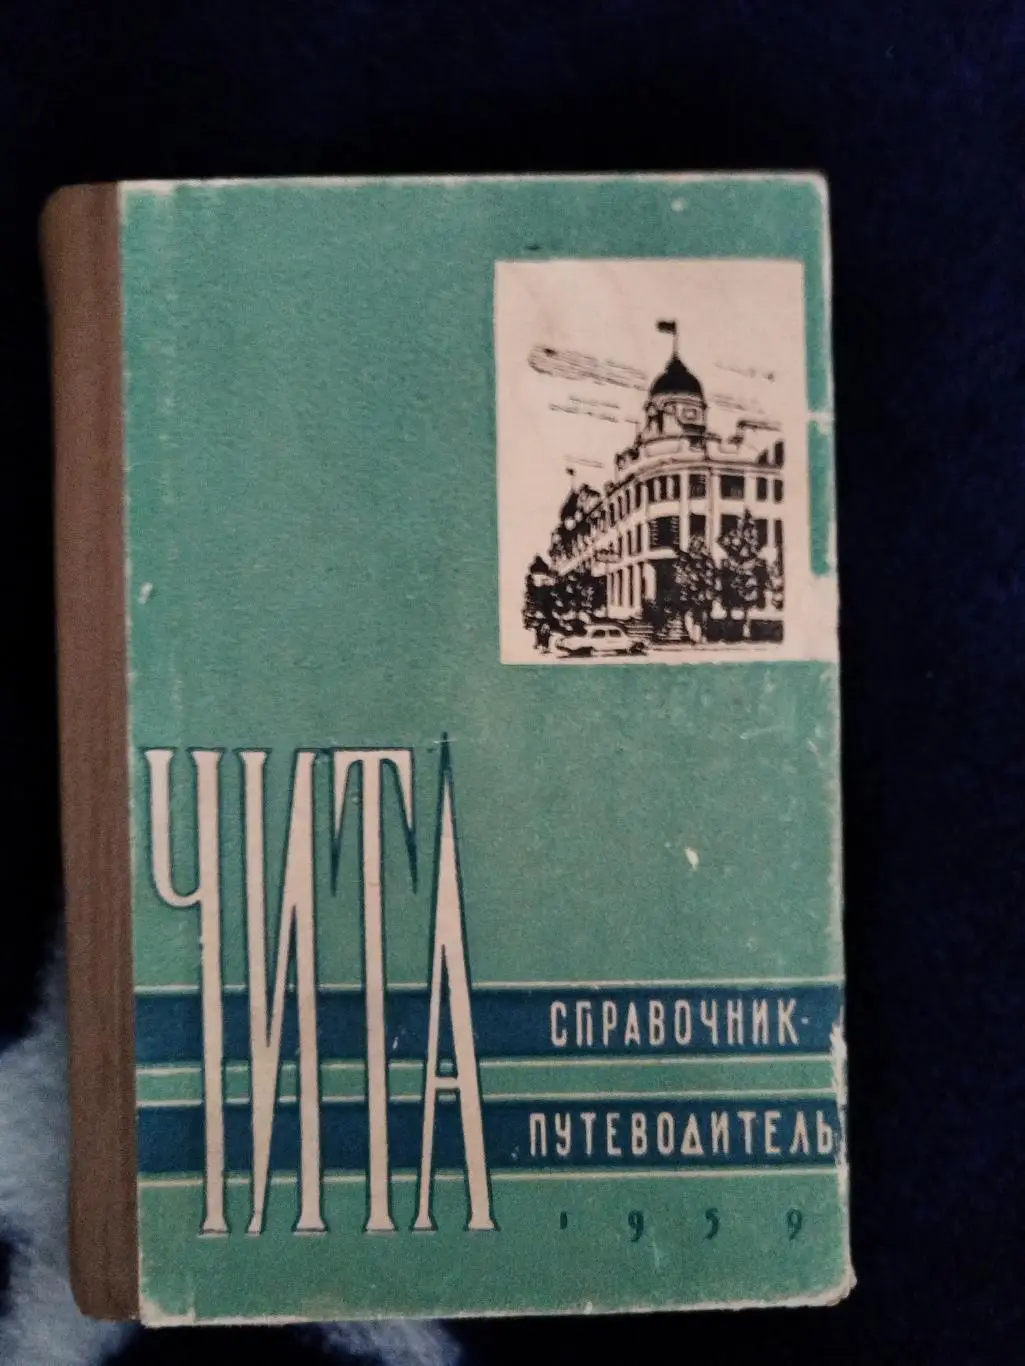 ЧИТА
СПРАВОЧНИК-
ПУТЕВОДИТЕЛЬ
1959